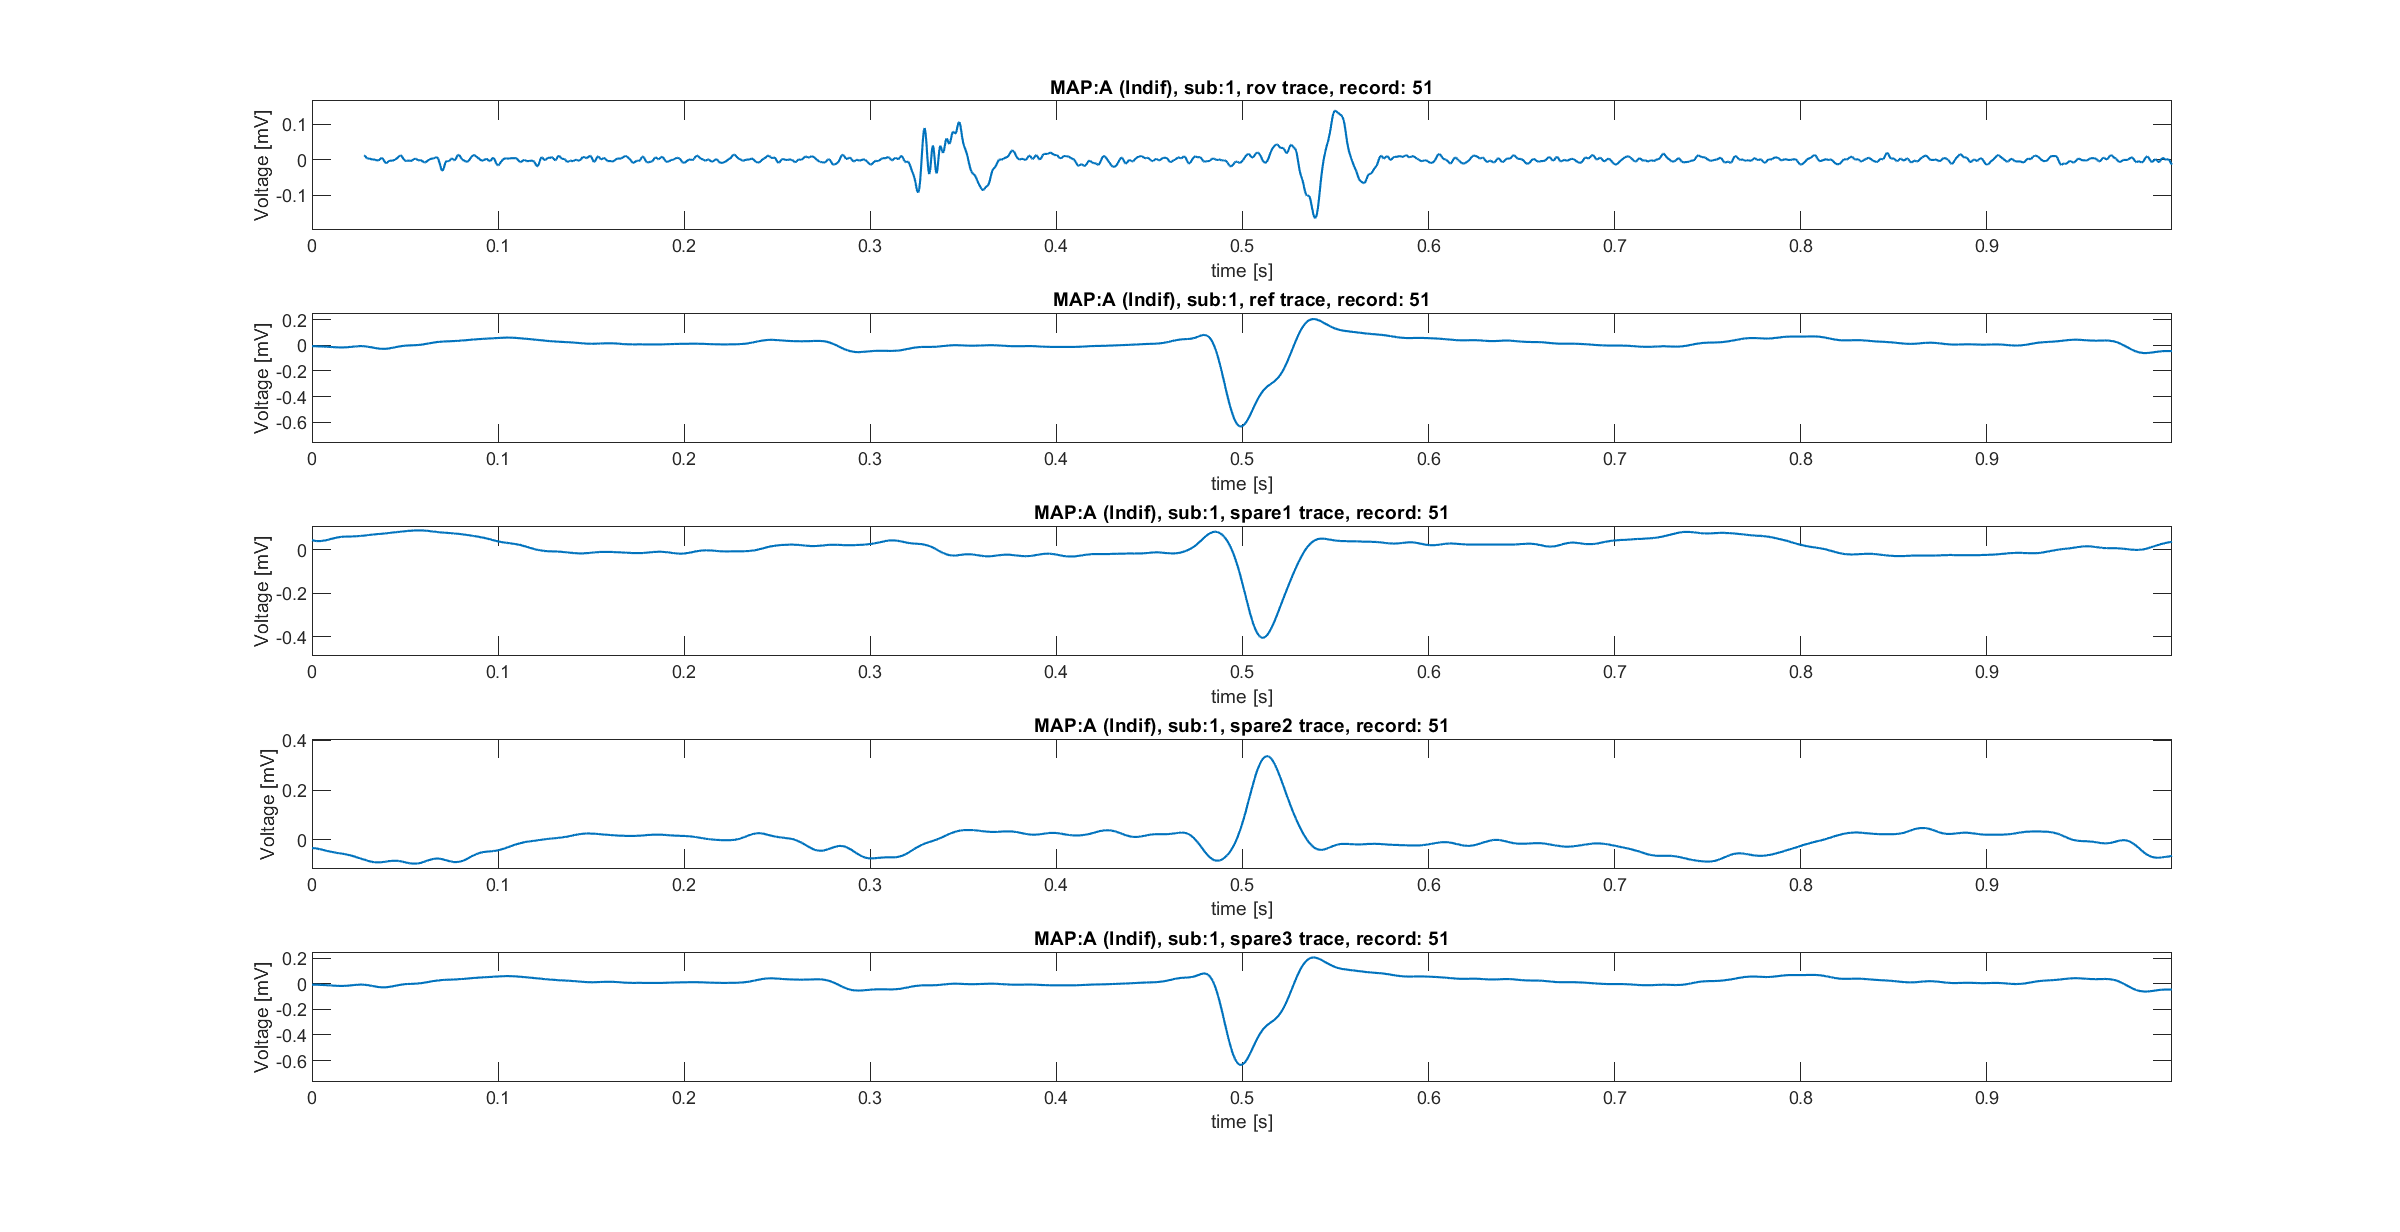 MAP:A (Indif), sub:1, rov trace, record: 51
Voltage [mV]
0.1
0
-0.1
0 0.1 0.2 0.3 0.4 0.5 0.6 0.7 0.8 0.9
time [s]
MAP:A (Indif), sub:1, ref trace, record: 51
Voltage [mV]
0.2
0
-0.2
-0.4
-0.6
0 0.1 0.2 0.3 0.4 0.5 0.6 0.7 0.8 0.9
time [s]
MAP:A (Indif), sub:1, spare1 trace, record: 51
Voltage [mV]
0
-0.2
-0.4
0 0.1 0.2 0.3 0.4 0.5 0.6 0.7 0.8 0.9
time [s]
MAP:A (Indif), sub:1, spare2 trace, record: 51
Voltage [mV]
0.4
0.2
0
0 0.1 0.2 0.3 0.4 0.5 0.6 0.7 0.8 0.9
time [s]
MAP:A (Indif), sub:1, spare3 trace, record: 51
Voltage [mV]
0.2
0
-0.2
-0.4
-0.6
0 0.1 0.2 0.3 0.4 0.5 0.6 0.7 0.8 0.9
time [s]